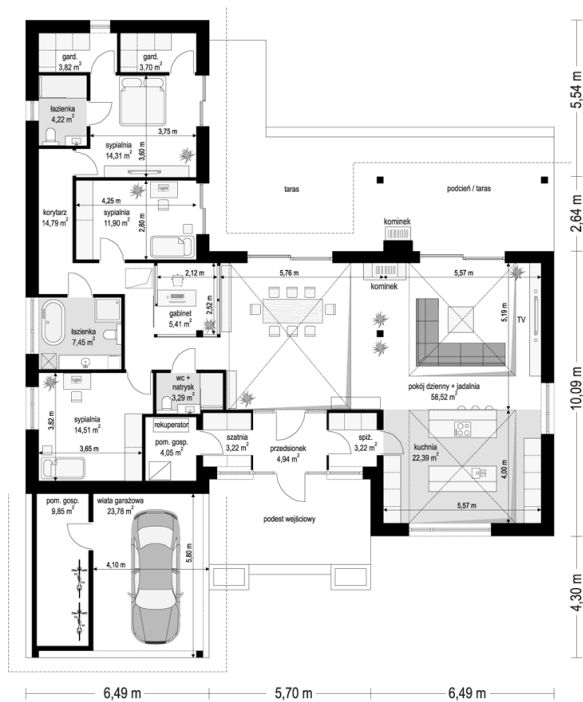 gard.
3,82 m²
gard.
3,70 m²
łazienka
4,22 m²
3,75 m
sypialnia
14,31 m²
3,60 m
korytarz
14,79 m²
4,25 m
sypialnia
11,90 m²
2,80 m
taras
podcień / taras
kominek
kominek
2,12 m
5,76 m
5,57 m
gabinet
5,41 m²
2,52 m
5,19 m
TV
łazienka
7,45 m²
wc +
natrysk
3,29 m²
pokój dzienny + jadalnia
58,52 m²
3,82 m
sypialnia
14,51 m²
3,65 m
rekuperator
pom. gosp.
4,05 m²
szatnia
3,22 m²
przedsionek
4,94 m²
spiż.
3,22 m²
kuchnia
22,39 m²
4,00 m
5,57 m
pom. gosp.
9,85 m²
wiata garażowa
23,78 m²
podest wejściowy
4,10 m
5,80 m
5,54 m
2,64 m
10,09 m
4,30 m
6,49 m
5,70 m
6,49 m